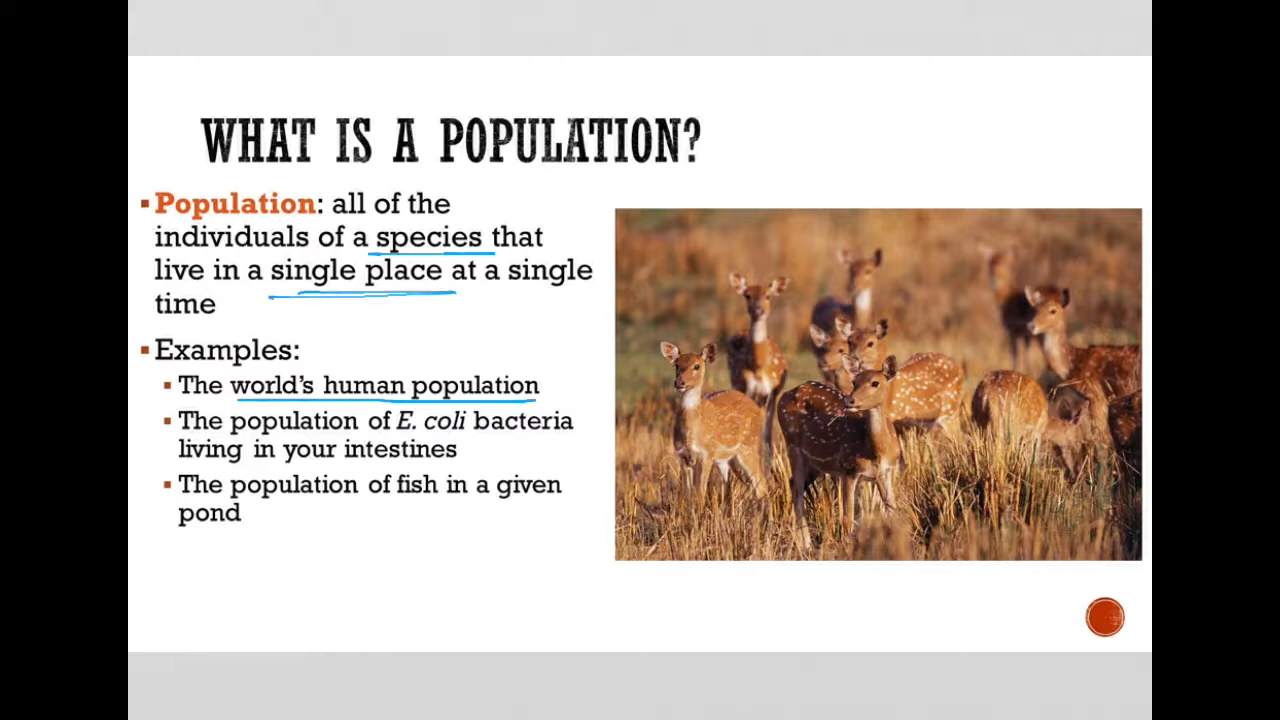 WHAT IS A POPULATION?
▪Population: all of the
individuals of a species that
live in a single place at a single
time
▪Examples:
▪The world's human population
▪The population of E. coli bacteria
living in your intestines
▪The population of fish in a given
pond